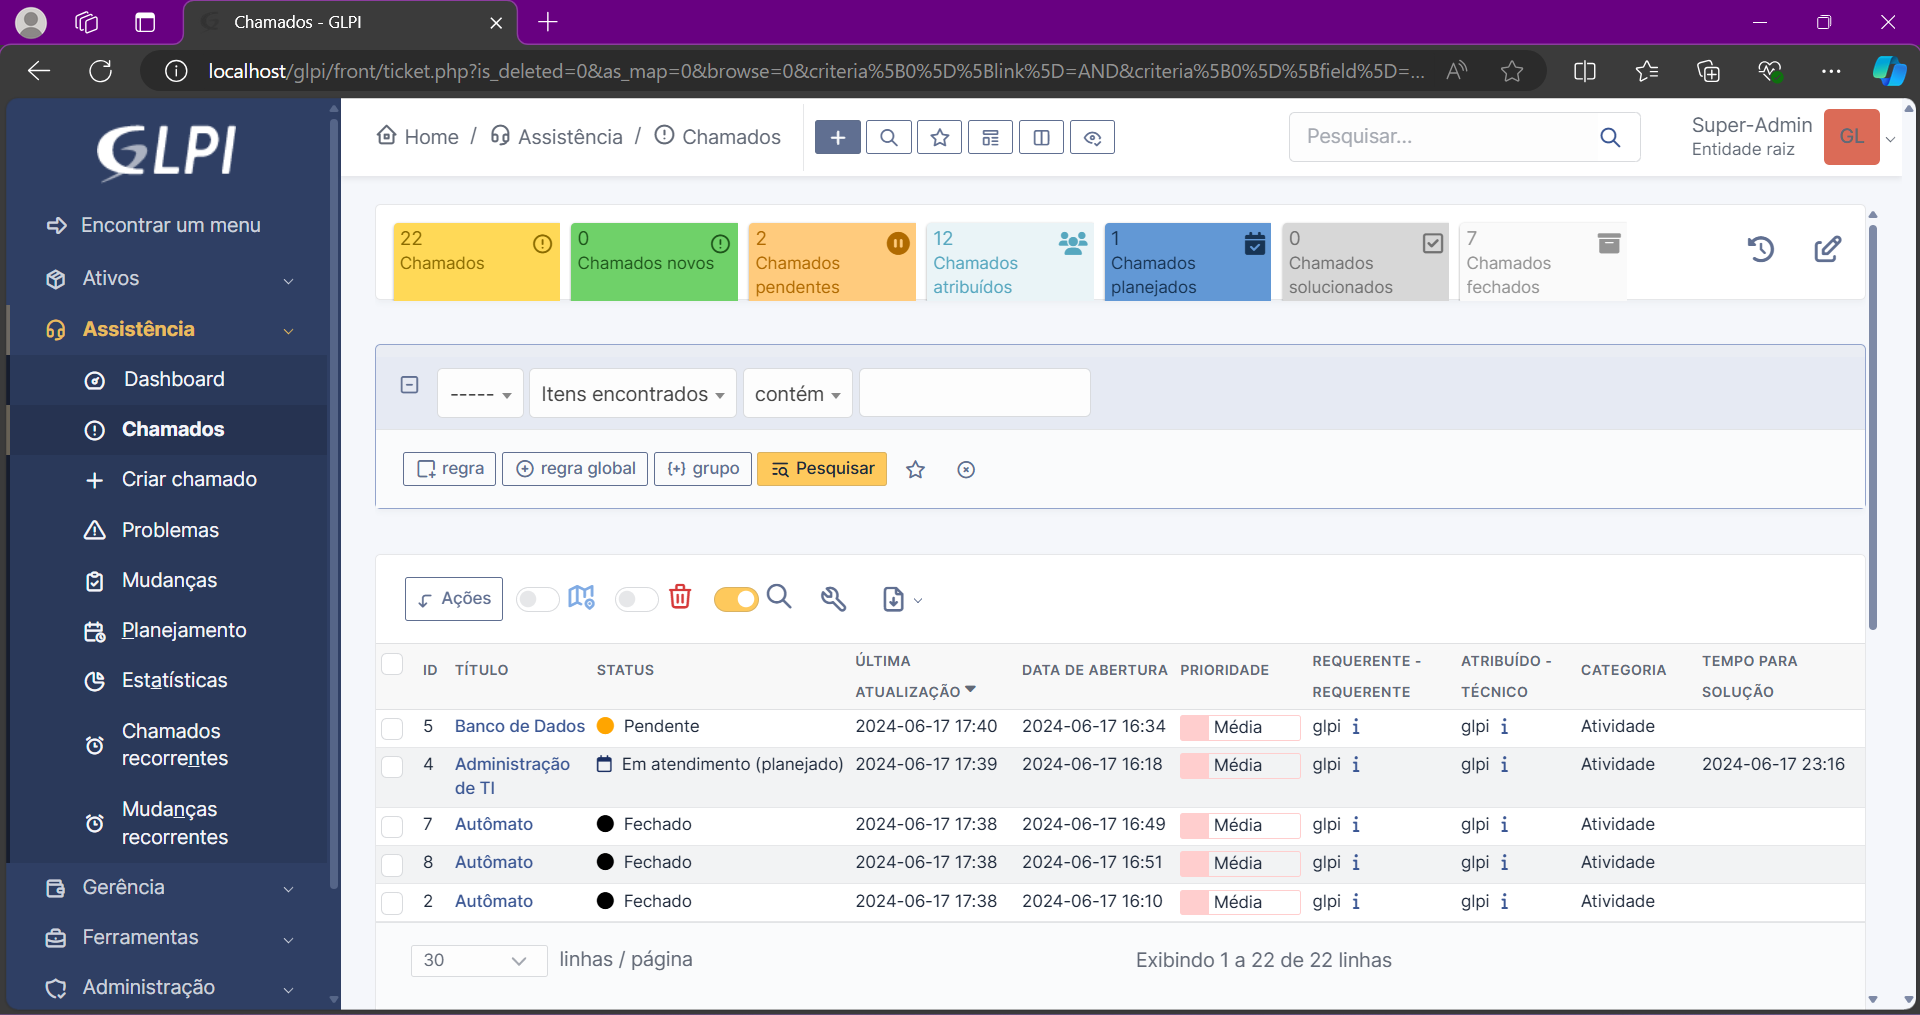 Chamados - GLPI
localhost/glpi/front/ticket.php?is_deleted=0&as_map=0&browse=0&criteria%5B0%5D%5Blink%5D=AND&criteria%5B0%5D%5Bfield%5D=...
GLPI
Encontrar um menu
Ativos
Assistência
Dashboard
Chamados
Criar chamado
Problemas
Mudanças
Planejamento
Estatísticas
Chamados
recorrentes
Mudanças
recorrentes
Gerência
Ferramentas
Administração
Home / Assistência / Chamados
Pesquisar...
Super-Admin
Entidade raiz
GL
22
Chamados
0
Chamados novos
2
Chamados
pendentes
12
Chamados
atribuídos
1
Chamados
planejados
0
Chamados
solucionados
7
Chamados
fechados
----- Itens encontrados contém
regra regra global {+} grupo Pesquisar
Ações
ID TÍTULO STATUS ÚLTIMA ATUALIZAÇÃO DATA DE ABERTURA PRIORIDADE REQUERENTE - REQUERENTE ATRIBUÍDO - TÉCNICO CATEGORIA TEMPO PARA SOLUÇÃO
5 Banco de Dados Pendente 2024-06-17 17:40 2024-06-17 16:34 Média glpi i glpi i Atividade
4 Administração de TI Em atendimento (planejado) 2024-06-17 17:39 2024-06-17 16:18 Média glpi i glpi i Atividade 2024-06-17 23:16
7 Autômato Fechado 2024-06-17 17:38 2024-06-17 16:49 Média glpi i glpi i Atividade
8 Autômato Fechado 2024-06-17 17:38 2024-06-17 16:51 Média glpi i glpi i Atividade
2 Autômato Fechado 2024-06-17 17:38 2024-06-17 16:10 Média glpi i glpi i Atividade
30 linhas / página
Exibindo 1 a 22 de 22 linhas